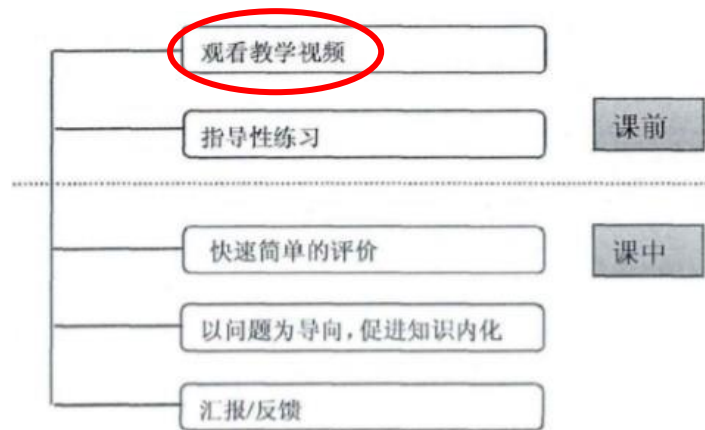 观看教学视频
指导性练习
课前
快速简单的评价
课中
以问题为导向，促进知识内化
汇报/反馈